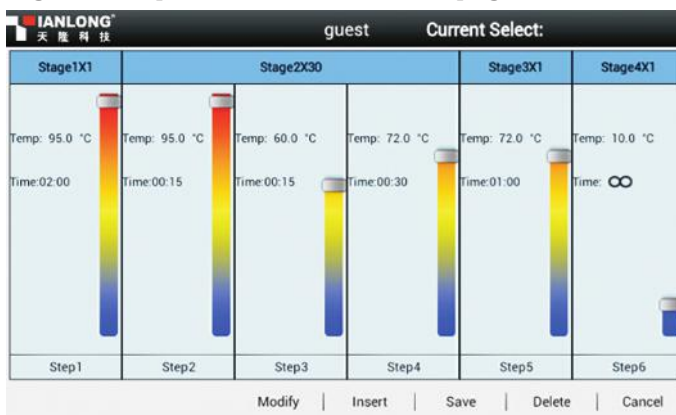 TIANLONG guest Current Select:
天隆科技
Stage1X1 Stage2X30 Stage3X1 Stage4X1
Temp: 95.0 °C Temp: 95.0 °C Temp: 60.0 °C Temp: 72.0 °C Temp: 72.0 °C Temp: 10.0 °C
Time:02:00 Time:00:15 Time:00:15 Time:00:30 Time:01:00 Time: ∞
Step1 Step2 Step3 Step4 Step5 Step6
Modify | Insert | Save | Delete | Cancel